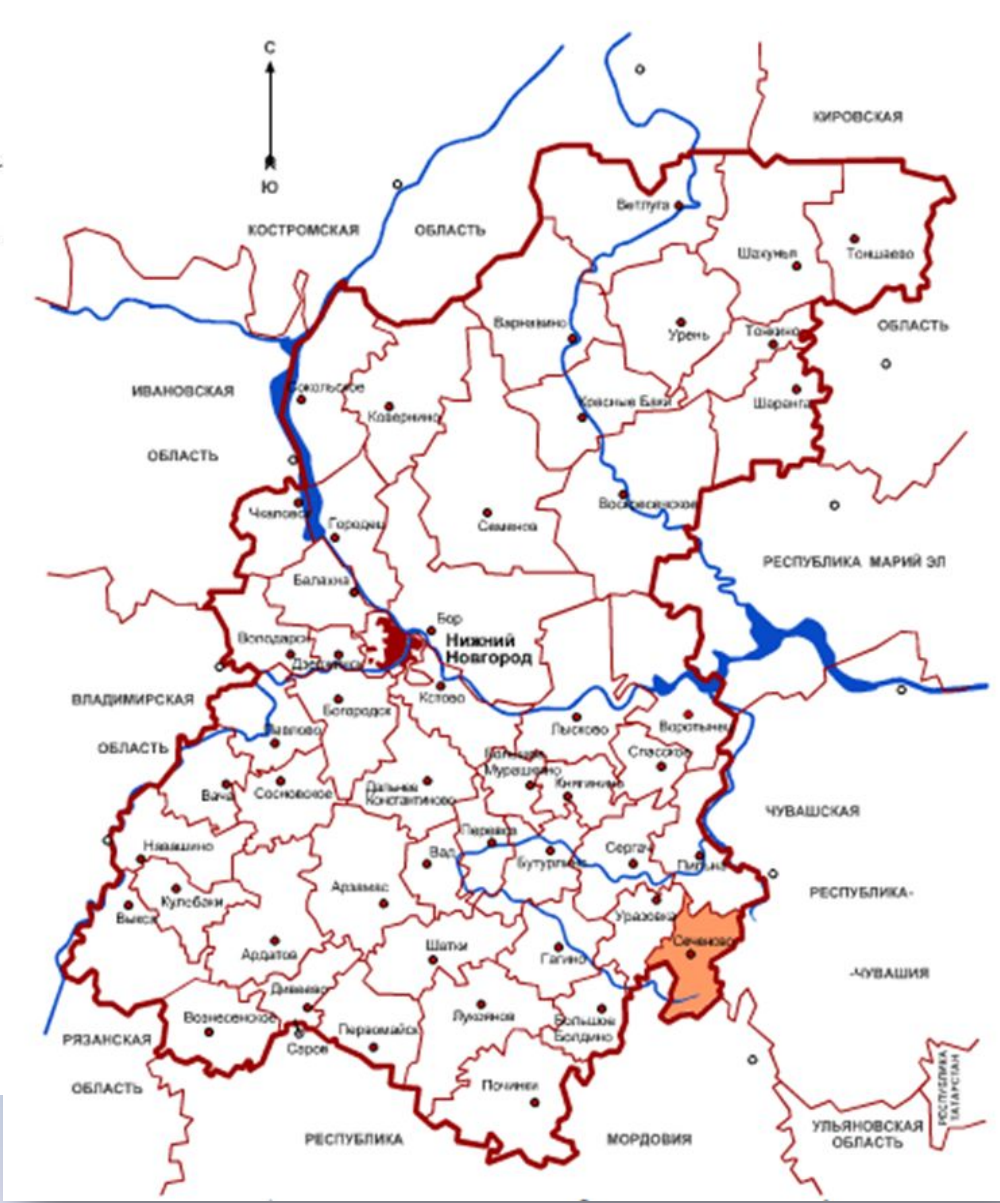 С
Ю
КИРОВСКАЯ
Ветлуга
КОСТРОМСКАЯ
ОБЛАСТЬ
Шахунья
Тоншаево
Варнавино
Урень
Тонкино
ОБЛАСТЬ
ИВАНОВСКАЯ
Сокольское
Ковернино
Красные Баки
Шаранга
ОБЛАСТЬ
Чкаловск
Городец
Семенов
Воскресенское
РЕСПУБЛИКА МАРИЙ ЭЛ
Балахна
Бор
Володарск
Нижний
Новгород
Дзержинск
ВЛАДИМИРСКАЯ
Кстово
Богородск
Павлово
Лысково
Воротынец
ОБЛАСТЬ
Спасское
Большое
Мурашкино
Княгинино
Вача
Сосновское
Дальнее
Константиново
ЧУВАШСКАЯ
Перевоз
Навашино
Вад
Бутурлино
Сергач
Пильна
Кулебаки
Арзамас
РЕСПУБЛИКА-
Выкса
Уразовка
Сеченово
Ардатов
Шатки
Гагино
-ЧУВАШИЯ
Дивеево
Вознесенское
Первомайск
Лукоянов
Большое
Болдино
РЯЗАНСКАЯ
Саров
ОБЛАСТЬ
Починки
РЕСПУБЛИКА
ТАТАРСТАН
УЛЬЯНОВСКАЯ
ОБЛАСТЬ
РЕСПУБЛИКА
МОРДОВИЯ